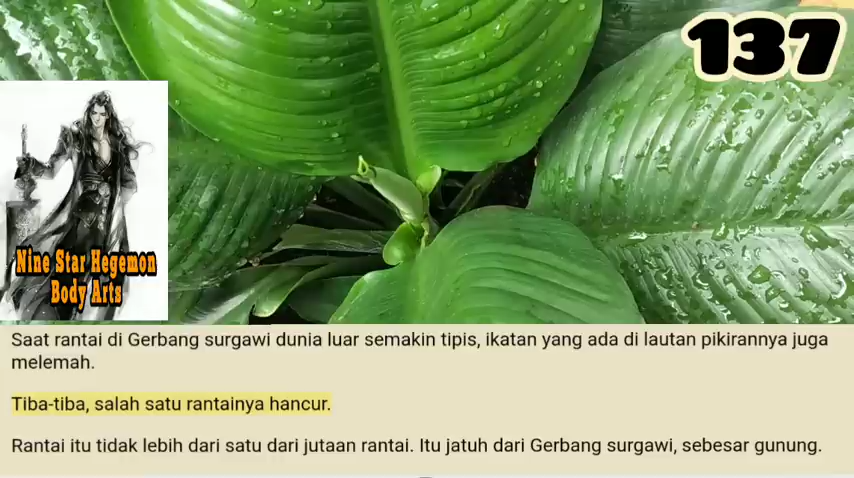 137
Nine Star Hegemon
Body Arts
Saat rantai di Gerbang surgawi dunia luar semakin tipis, ikatan yang ada di lautan pikirannya juga
melemah.
Tiba-tiba, salah satu rantainya hancur.
Rantai itu tidak lebih dari satu dari jutaan rantai. Itu jatuh dari Gerbang surgawi, sebesar gunung.